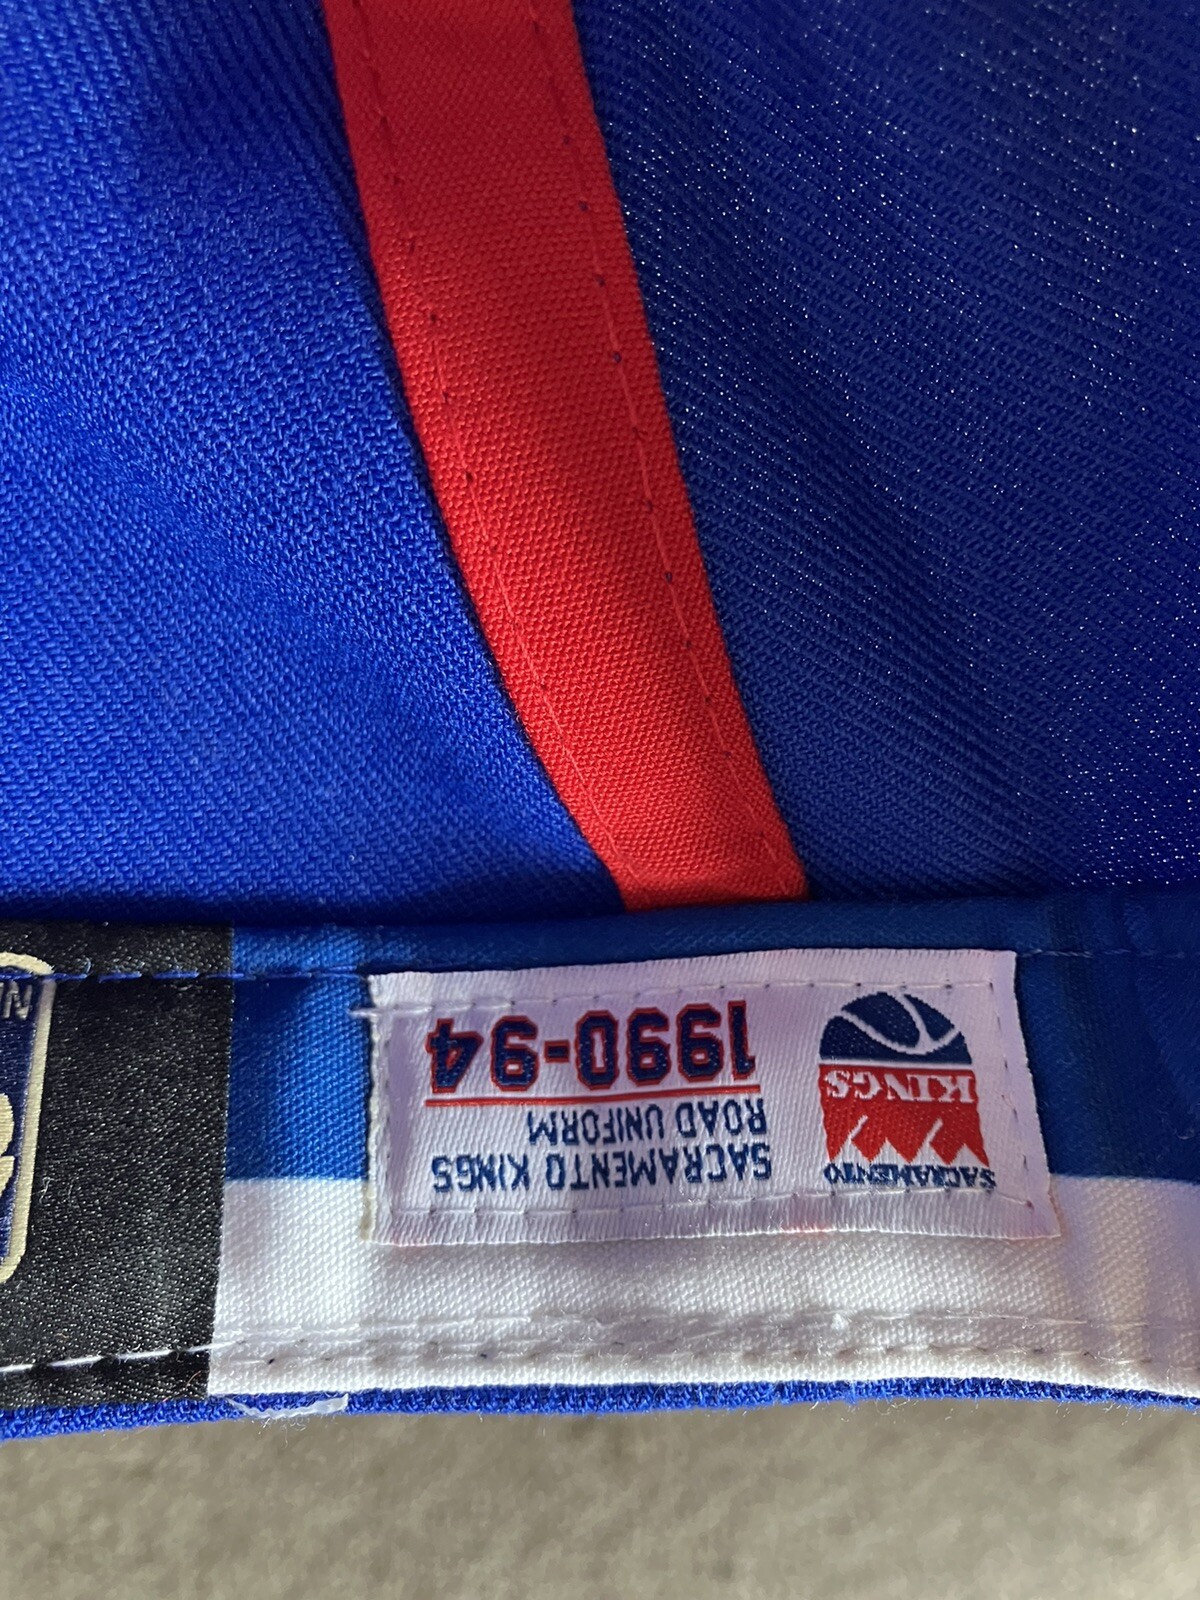 SACRAMENTO
KINGS
SACRAMENTO KINGS
ROAD UNIFORM
1990-94